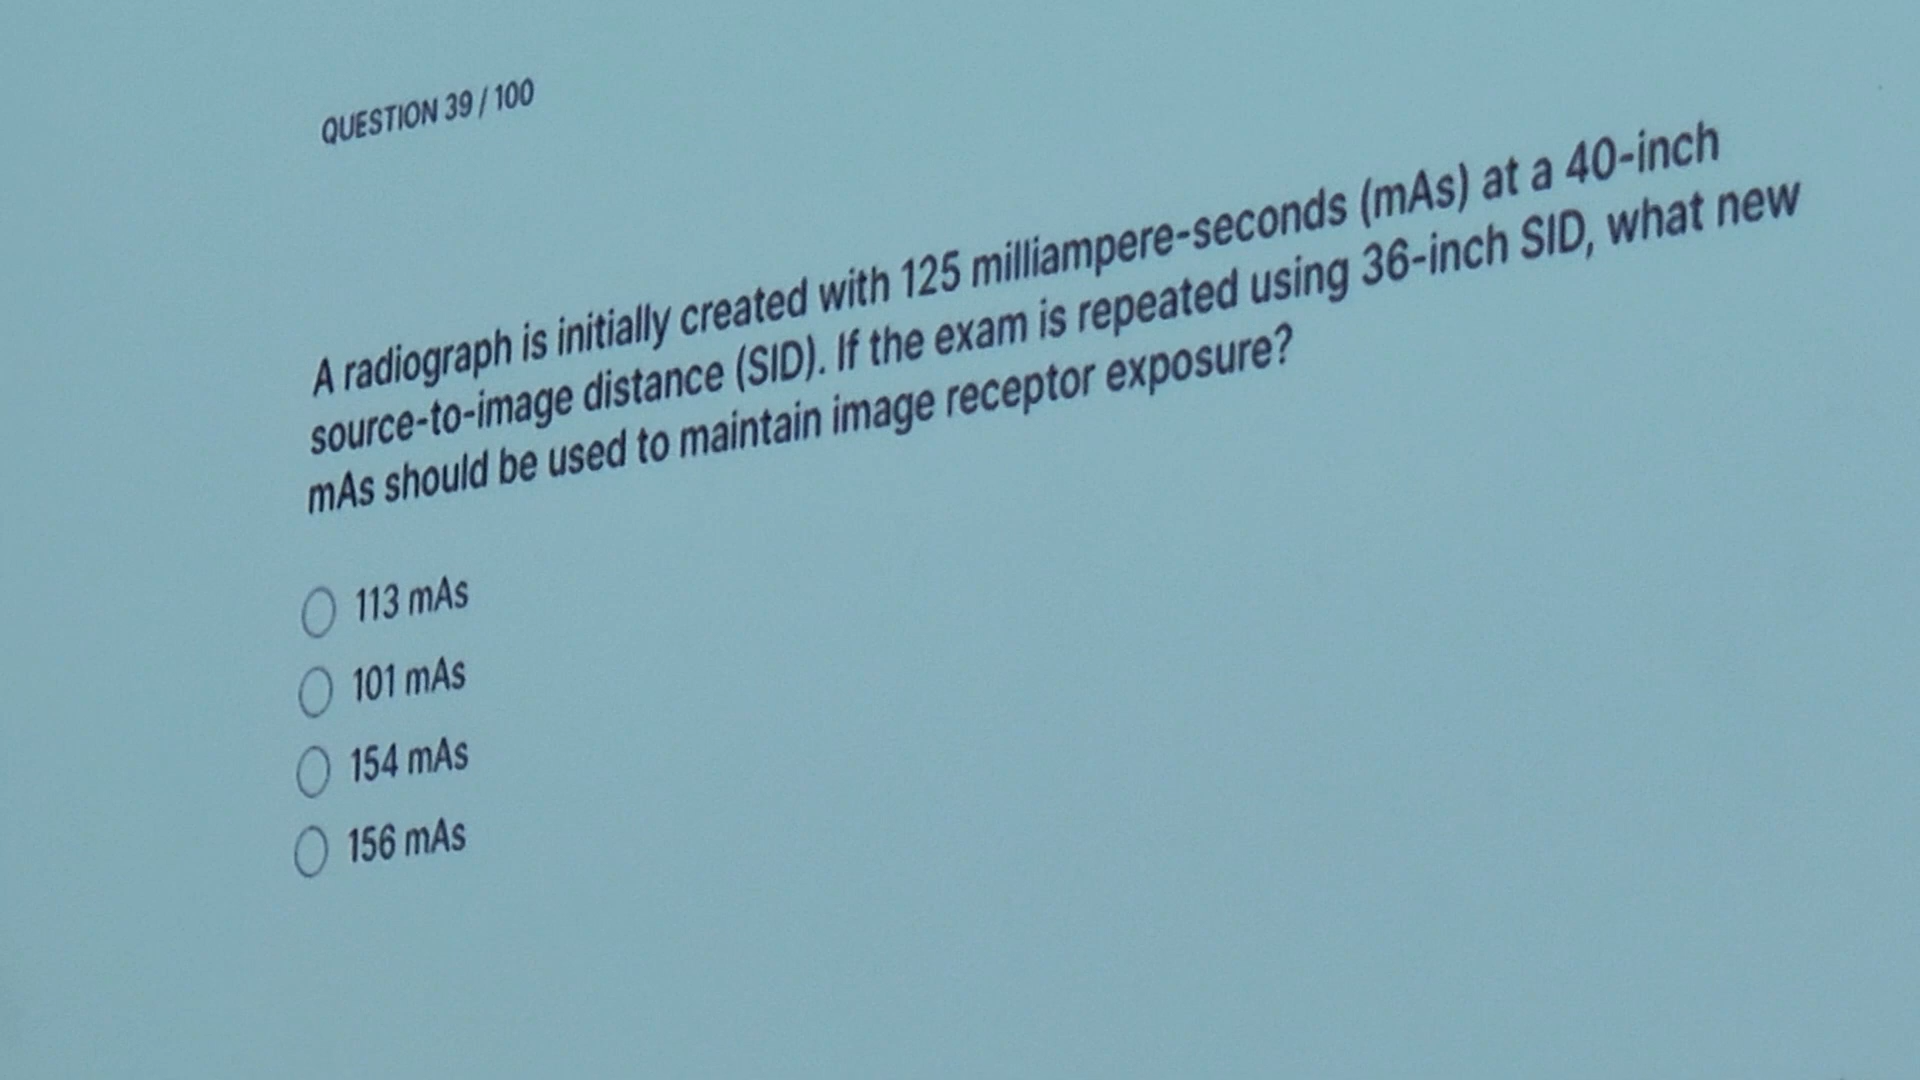 QUESTION 39 / 100
A radiograph is initially created with 125 milliampere-seconds (mAs) at a 40-inch
source-to-image distance (SID). If the exam is repeated using 36-inch SID, what new
mAs should be used to maintain image receptor exposure?
113 mAs
101 mAs
154 mAs
156 mAs